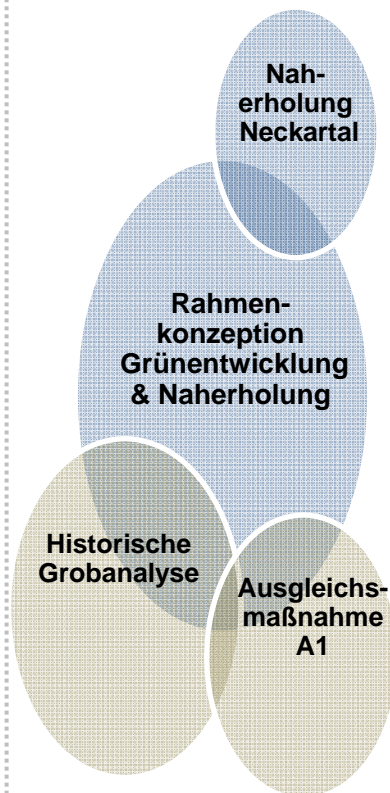 Nah-
erholung
Neckartal
Rahmen-
konzeption
Grünentwicklung
& Naherholung
Historische
Grobanalyse
Ausgleichs-
maßnahme
A1